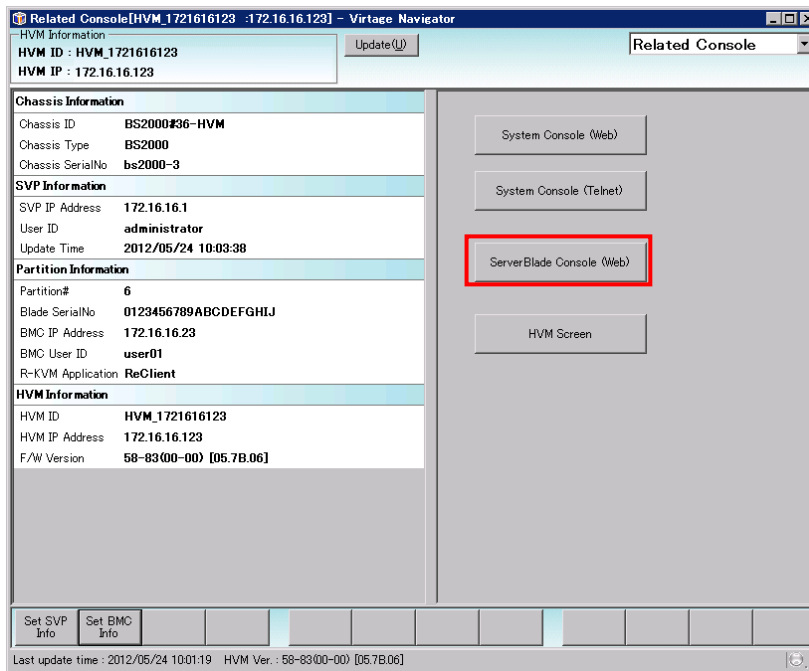 Related Console[HVM_1721616123 :172.16.16.123] - Virtage Navigator
HVM Information
HVM ID : HVM_1721616123
HVM IP : 172.16.16.123
Update(U)
Related Console
Chassis Information
Chassis ID BS2000#36-HVM
Chassis Type BS2000
Chassis SerialNo bs2000-3
SVP Information
SVP IP Address 172.16.16.1
User ID administrator
Update Time 2012/05/24 10:03:38
Partition Information
Partition# 6
Blade SerialNo 0123456789ABCDEFGHIJ
BMC IP Address 172.16.16.23
BMC User ID user01
R-KVM Application ReClient
HVM Information
HVM ID HVM_1721616123
HVM IP Address 172.16.16.123
F/W Version 58-83(00-00) [05.7B.06]
System Console (Web)
System Console (Telnet)
ServerBlade Console (Web)
HVM Screen
Set SVP Info
Set BMC Info
Last update time : 2012/05/24 10:01:19 HVM Ver. : 58-83(00-00) [05.7B.06]